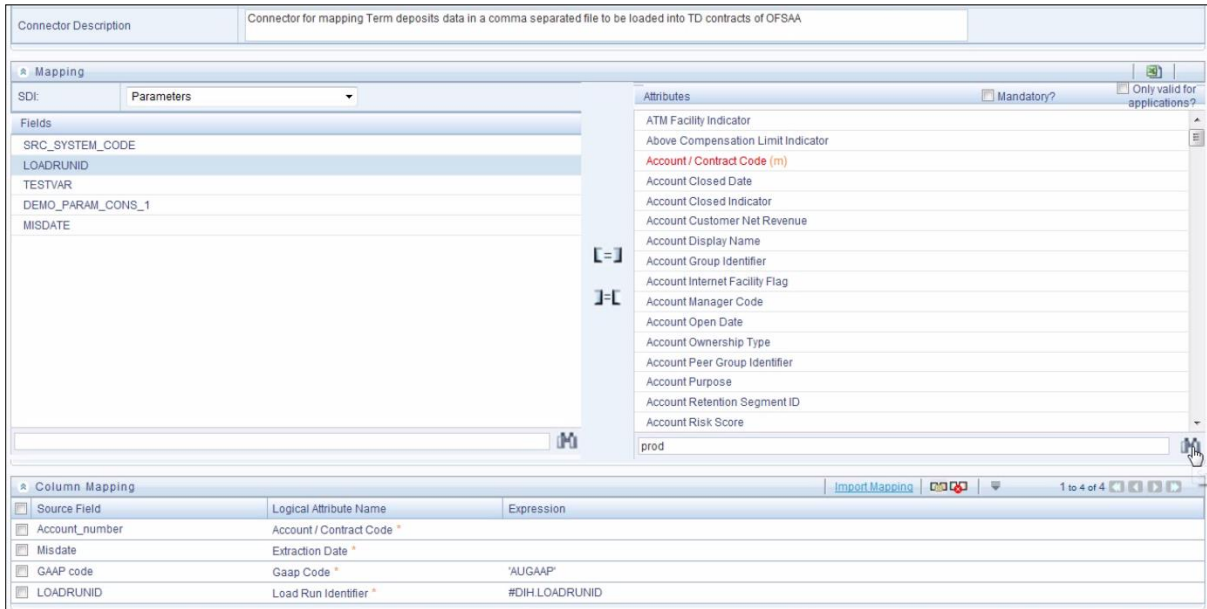 Connector Description
Connector for mapping Term deposits data in a comma separated file to be loaded into TD contracts of OFSAA
Mapping
SDI:
Parameters
Fields
SRC_SYSTEM_CODE
LOADRUNID
TESTVAR
DEMO_PARAM_CONS_1
MISDATE
Attributes
Mandatory?
Only valid for
applications?
ATM Facility Indicator
Above Compensation Limit Indicator
Account / Contract Code (m)
Account Closed Date
Account Closed Indicator
Account Customer Net Revenue
Account Display Name
Account Group Identifier
Account Internet Facility Flag
Account Manager Code
Account Open Date
Account Ownership Type
Account Peer Group Identifier
Account Purpose
Account Retention Segment ID
Account Risk Score
prod
Column Mapping
Import Mapping
1 to 4 of 4
Source Field Logical Attribute Name Expression
Account_number Account / Contract Code *
Misdate Extraction Date *
GAAP code Gaap Code * 'AUGAAP'
LOADRUNID Load Run Identifier * #DIH.LOADRUNID